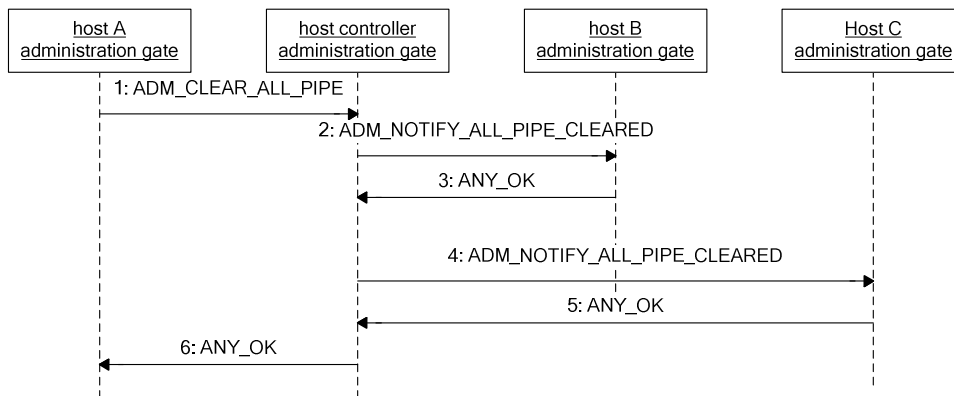 host A
administration gate
host controller
administration gate
host B
administration gate
Host C
administration gate
1: ADM_CLEAR_ALL_PIPE
2: ADM_NOTIFY_ALL_PIPE_CLEARED
3: ANY_OK
4: ADM_NOTIFY_ALL_PIPE_CLEARED
5: ANY_OK
6: ANY_OK